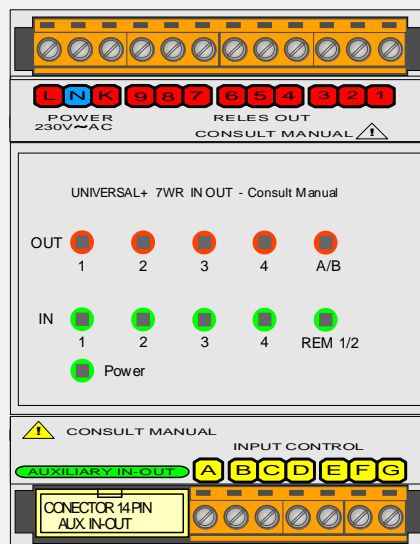 L N K 9 8 7 6 5 4 3 2 1
POWER RELES OUT
230V~AC CONSULT MANUAL !
UNIVERSAL+ 7WR IN OUT - Consult Manual
OUT
1 2 3 4 A/B
IN
1 2 3 4 REM 1/2
Power
! CONSULT MANUAL
INPUT CONTROL
AUXILIARY IN-OUT A B C D E F G
CONECTOR 14 PIN
AUX. IN-OUT